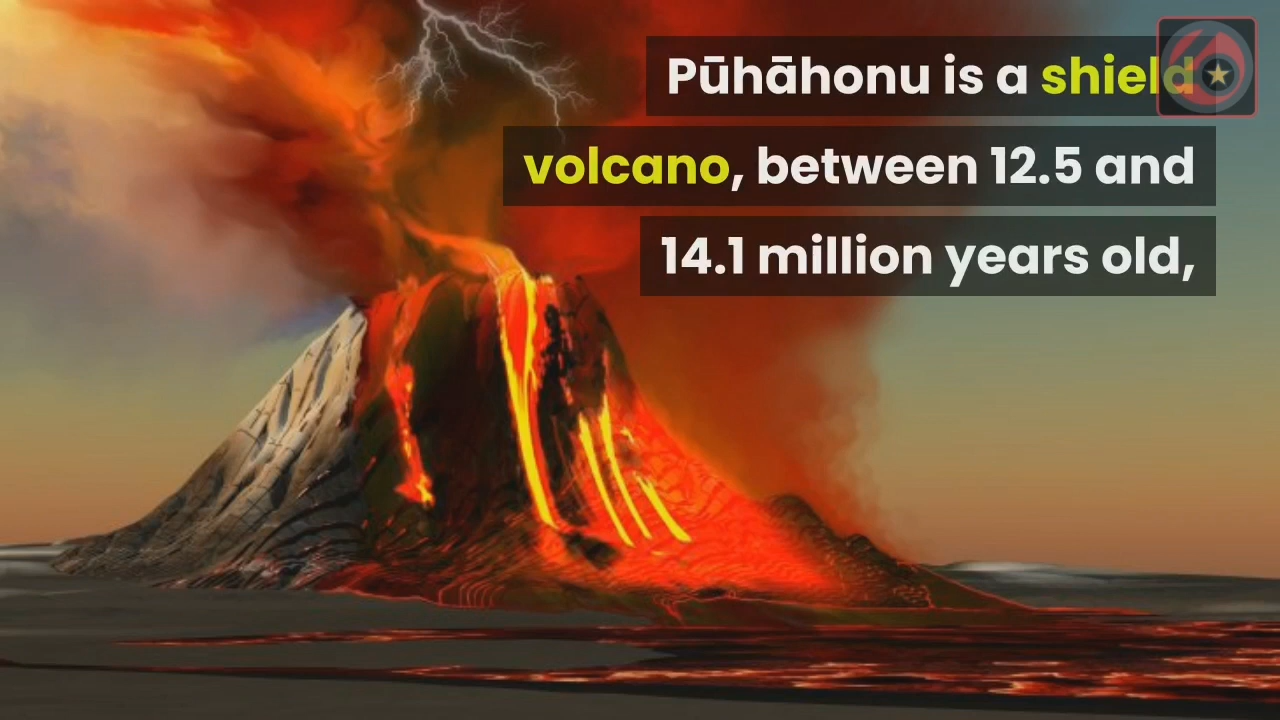 Pūhāhonu is a shield
volcano, between 12.5 and
14.1 million years old,